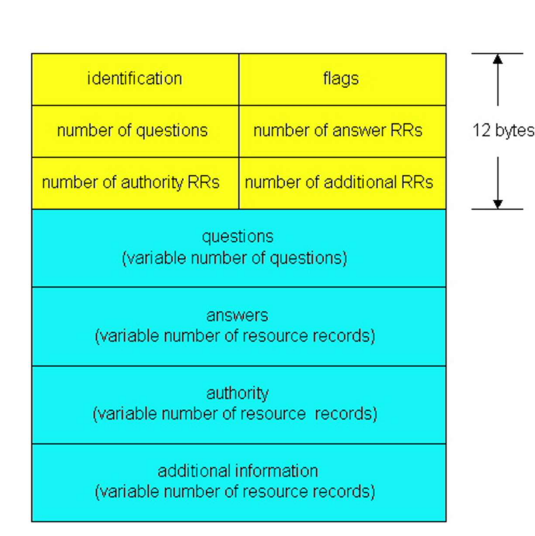 identification
flags
number of questions
number of answer RRs
12 bytes
number of authority RRs
number of additional RRs
questions
(variable number of questions)
answers
(variable number of resource records)
authority
(variable number of resource  records)
additional information
(variable number of resource records)